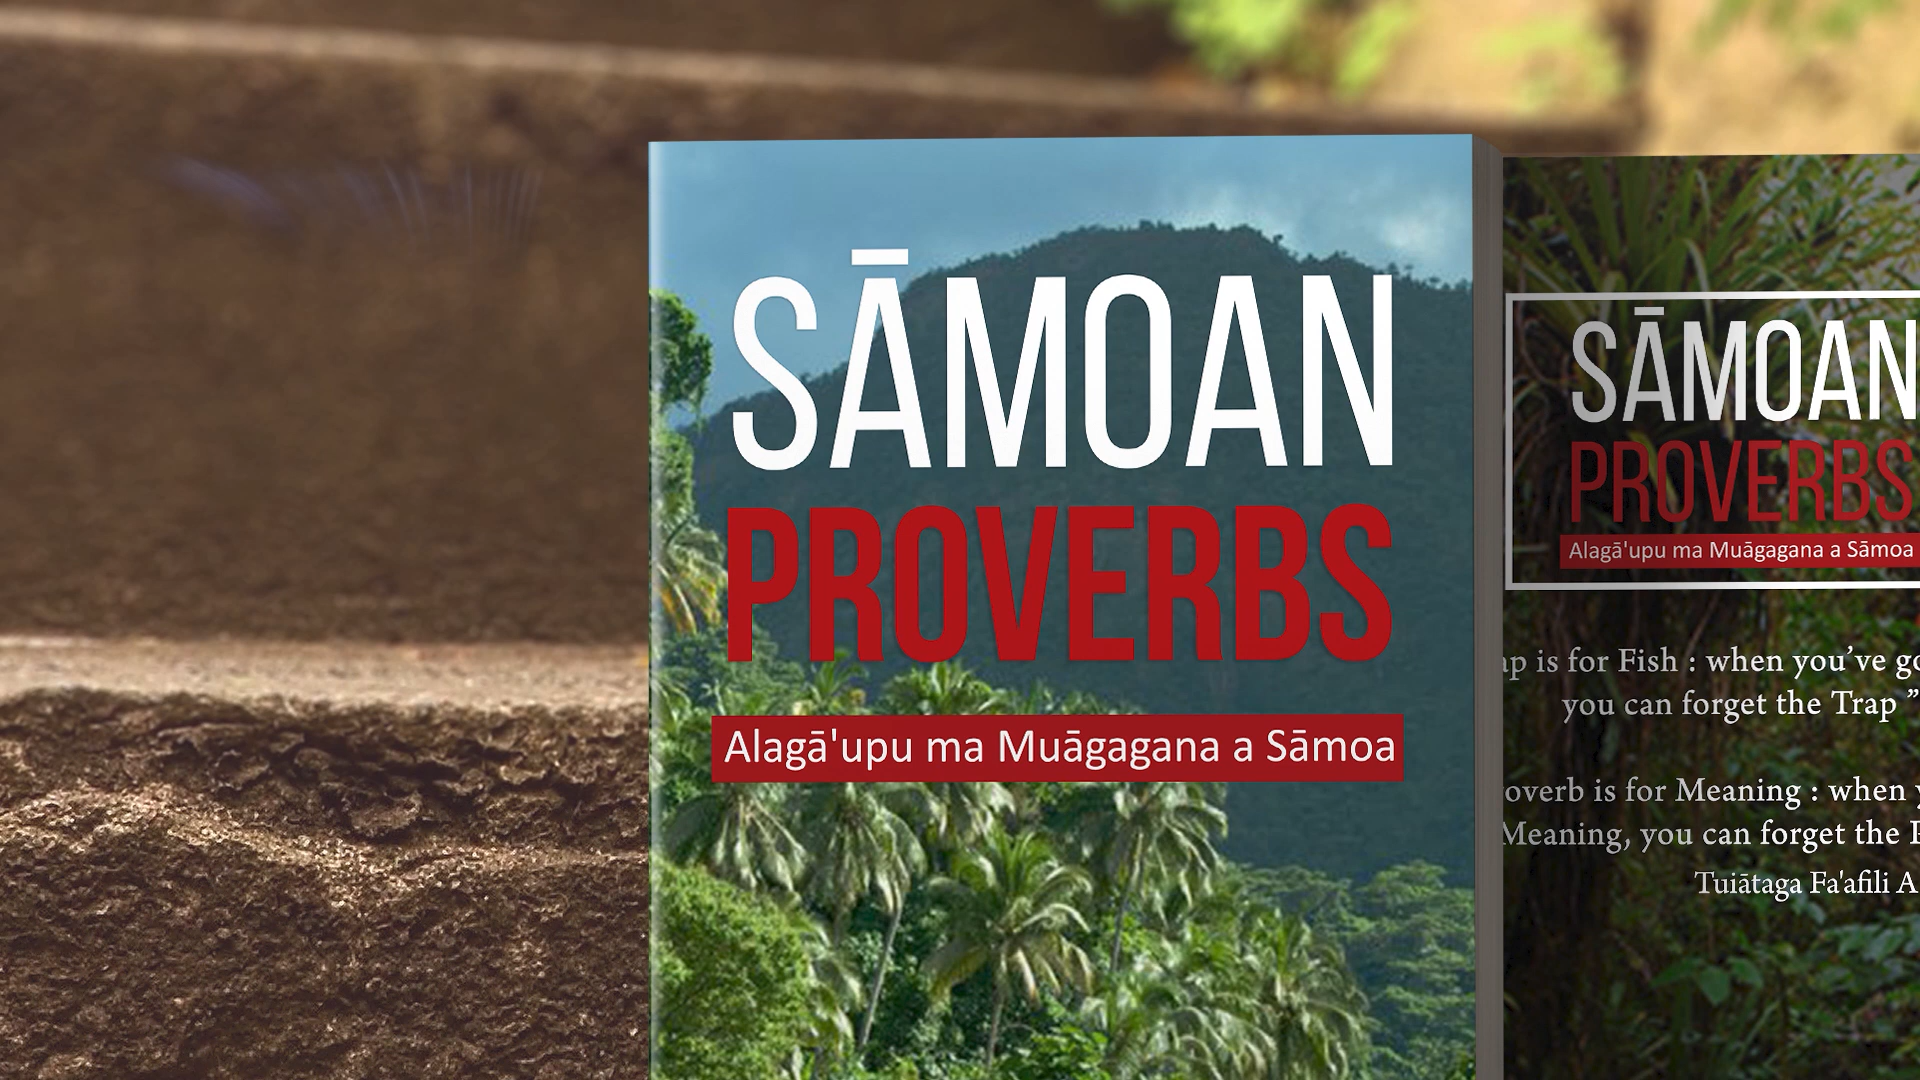 SĀMOAN
PROVERBS
Alagā'upu ma Muāgagana a Sāmoa
SĀMOAN
PROVERBS
Alagā'upu ma Muāgagana a Sāmoa
is for Fish : when you’ve
you can forget the Trap ”
is for Meaning : when
Meaning, you can forget the
Tuiātaga Fa'afili A